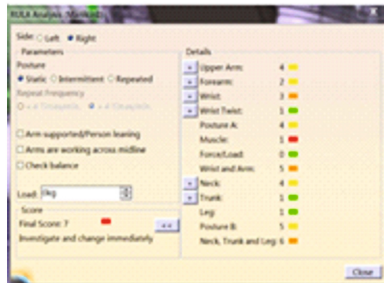 RULA Analysis (Manikin1)
Side: Left Right
Parameters
Posture
Static Intermittent Repeated
Repeat Frequency
Arm supported/Person leaning
Arms are working across midline
Check balance
Load: 0kg
Score
Final Score: 7
<<
Investigate and change immediately
Details
+ Upper Arm: 4
+ Forearm: 2
+ Wrist: 3
+ Wrist Twist: 1
Posture A: 4
Muscle: 1
Force/Load: 0
Wrist and Arm: 5
+ Neck: 4
+ Trunk: 1
Leg: 1
Posture B: 5
Neck, Trunk and Leg: 6
Close